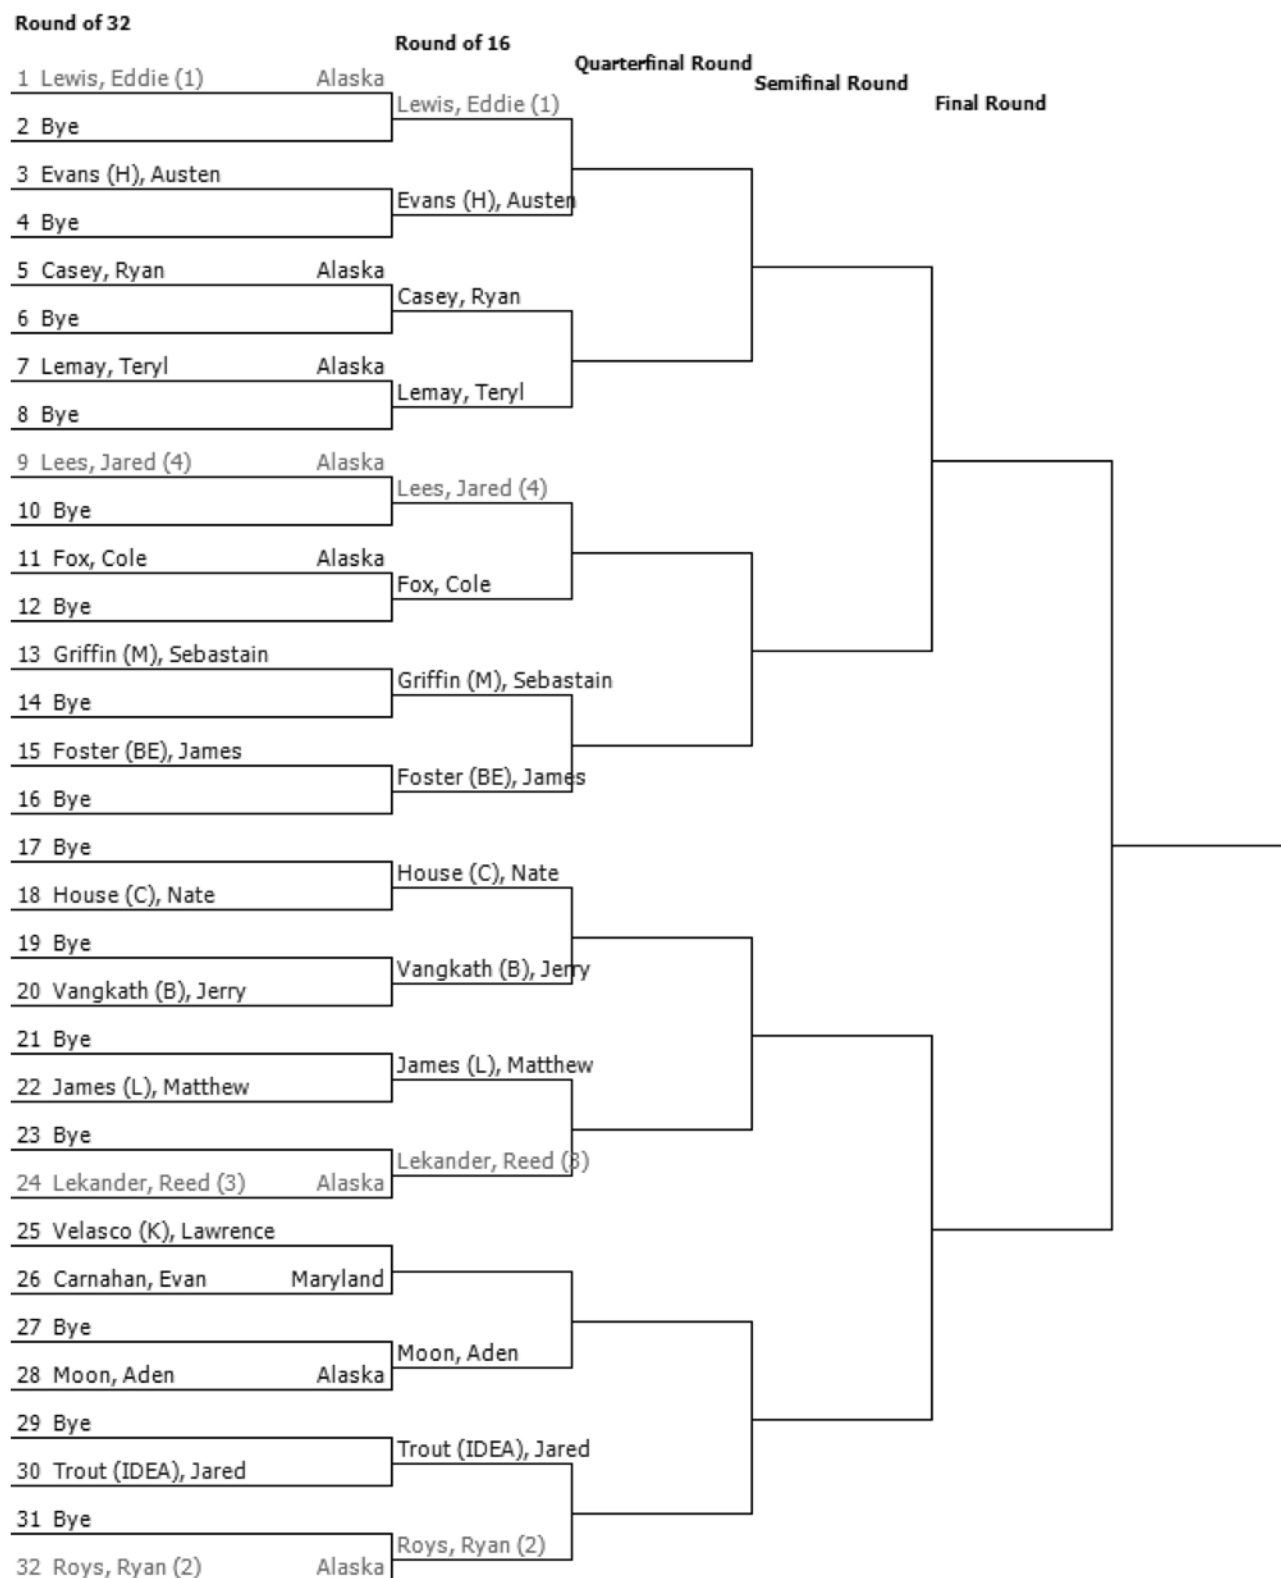 Round of 32
Round of 16
Quarterfinal Round
Semifinal Round
Final Round
1 Lewis, Eddie (1) Alaska
Lewis, Eddie (1)
2 Bye
3 Evans (H), Austen
Evans (H), Austen
4 Bye
5 Casey, Ryan Alaska
Casey, Ryan
6 Bye
7 Lemay, Teryl Alaska
Lemay, Teryl
8 Bye
9 Lees, Jared (4) Alaska
Lees, Jared (4)
10 Bye
11 Fox, Cole Alaska
Fox, Cole
12 Bye
13 Griffin (M), Sebastain
Griffin (M), Sebastain
14 Bye
15 Foster (BE), James
Foster (BE), James
16 Bye
17 Bye
House (C), Nate
18 House (C), Nate
19 Bye
Vangkath (B), Jerry
20 Vangkath (B), Jerry
21 Bye
James (L), Matthew
22 James (L), Matthew
23 Bye
Lekander, Reed (3)
24 Lekander, Reed (3) Alaska
25 Velasco (K), Lawrence
26 Carnahan, Evan Maryland
27 Bye
Moon, Aden
28 Moon, Aden Alaska
29 Bye
Trout (IDEA), Jared
30 Trout (IDEA), Jared
31 Bye
Roys, Ryan (2)
32 Roys, Ryan (2) Alaska